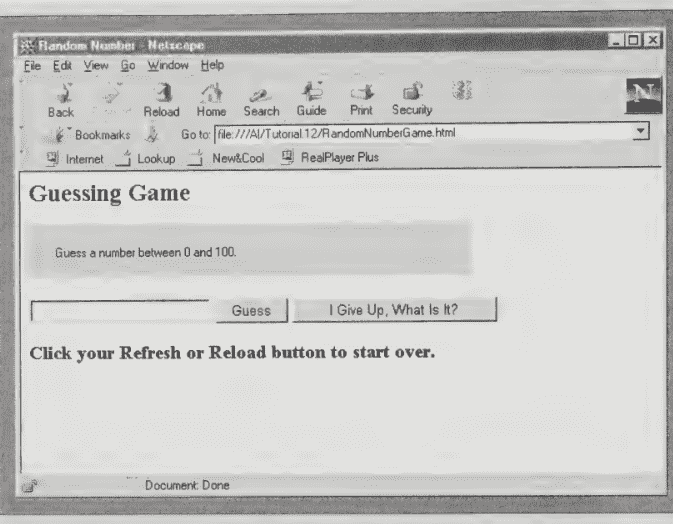 Random Number - Netscape
File Edit View Go Window Help
Back Reload Home Search Guide Print Security
N
Bookmarks Go to: file:///A|/Tutorial.12/RandomNumberGame.html
Internet Lookup New&Cool RealPlayer Plus
Guessing Game
Guess a number between 0 and 100.
Guess I Give Up, What Is It?
Click your Refresh or Reload button to start over.
Document: Done